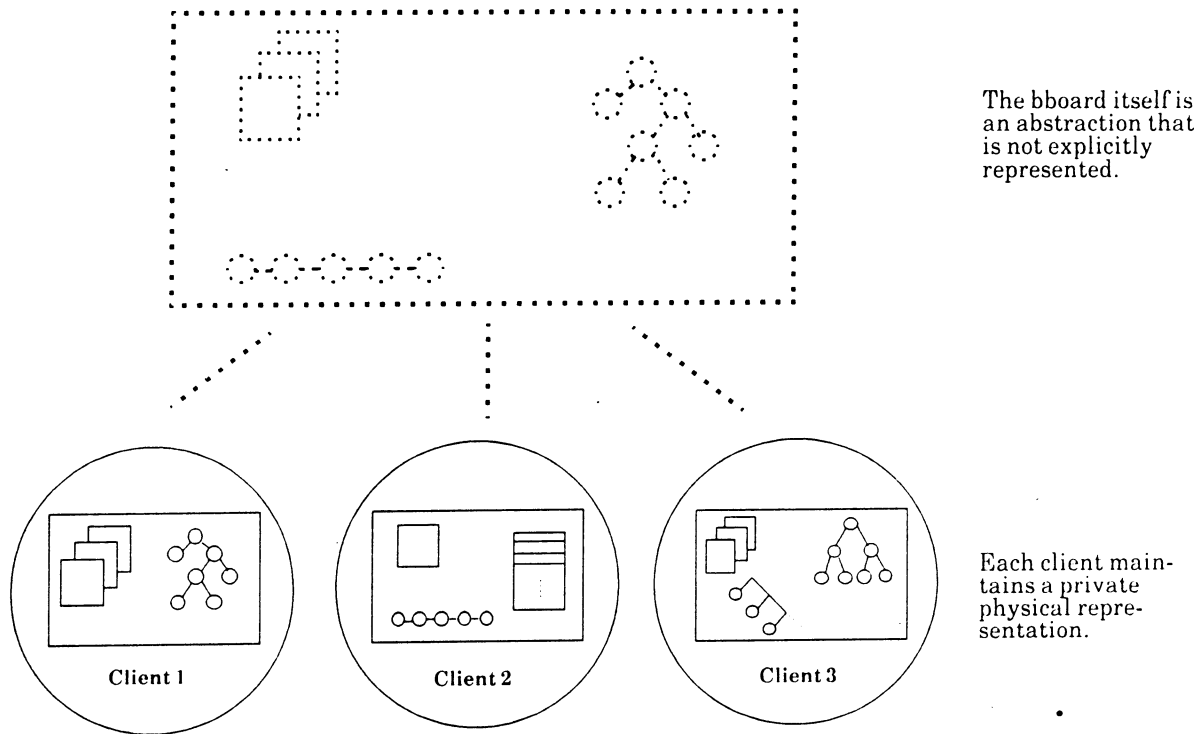 The bboard itself is
an abstraction that
is not explicitly
represented.
Client 1
Client 2
Client 3
Each client main-
tains a private
physical repre-
sentation.